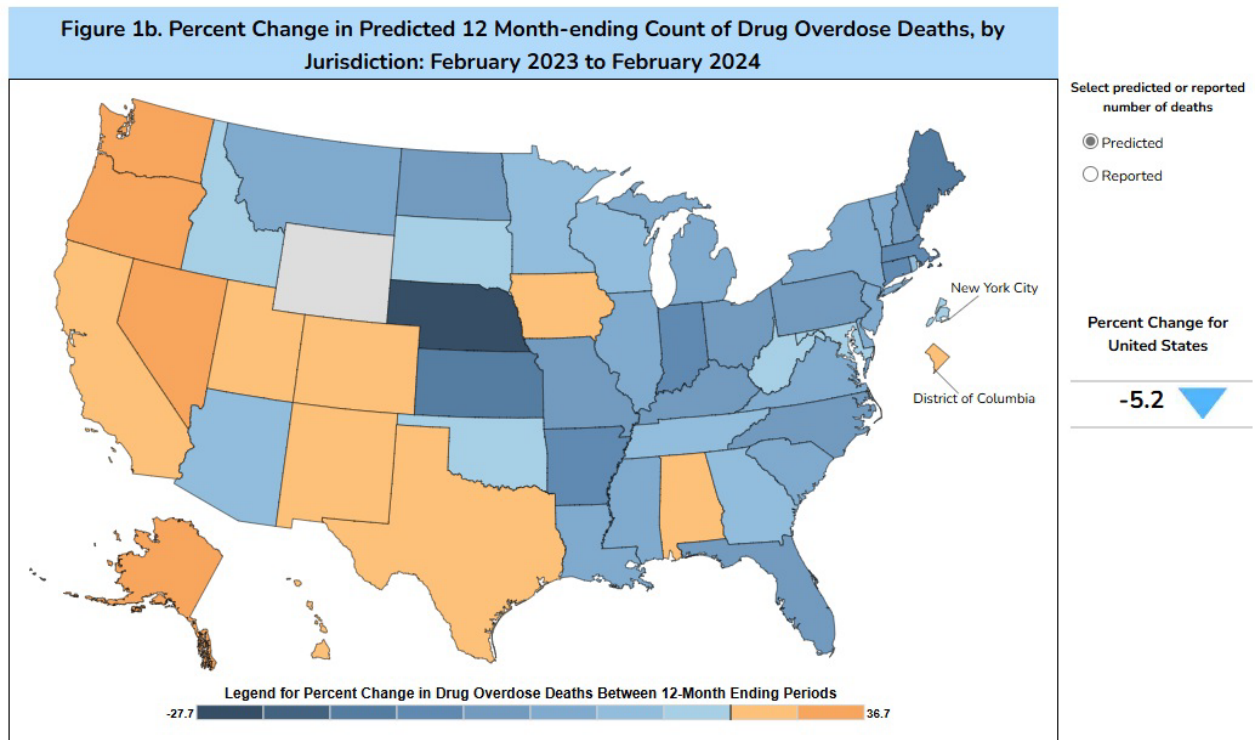 Figure 1b. Percent Change in Predicted 12 Month-ending Count of Drug Overdose Deaths, by
Jurisdiction: February 2023 to February 2024
Select predicted or reported
number of deaths
Predicted
Reported
New York City
District of Columbia
Percent Change for
United States
-5.2
Legend for Percent Change in Drug Overdose Deaths Between 12-Month Ending Periods
-27.7
36.7